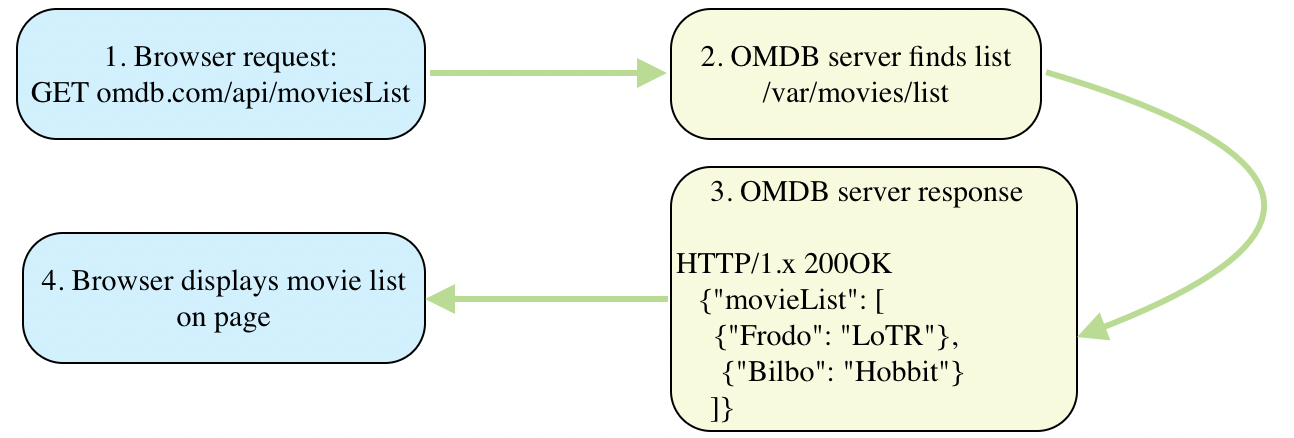 1. Browser request:
GET omdb.com/api/moviesList
2. OMDB server finds list
/var/movies/list
3. OMDB server response
HTTP/1.x 200OK
{"movieList": [
{"Frodo": "LoTR"},
{"Bilbo": "Hobbit"}
]}
4. Browser displays movie list
on page